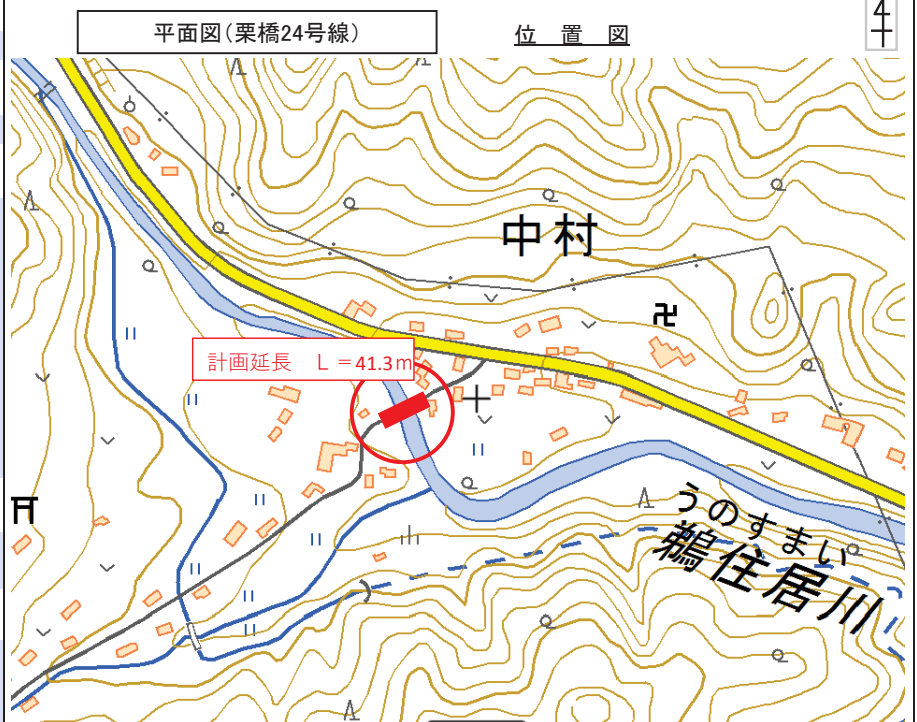 平面図(栗橋24号線)
位 置 図
4
中村
計画延長　L =41.3m
うのすまい
鵜住居川